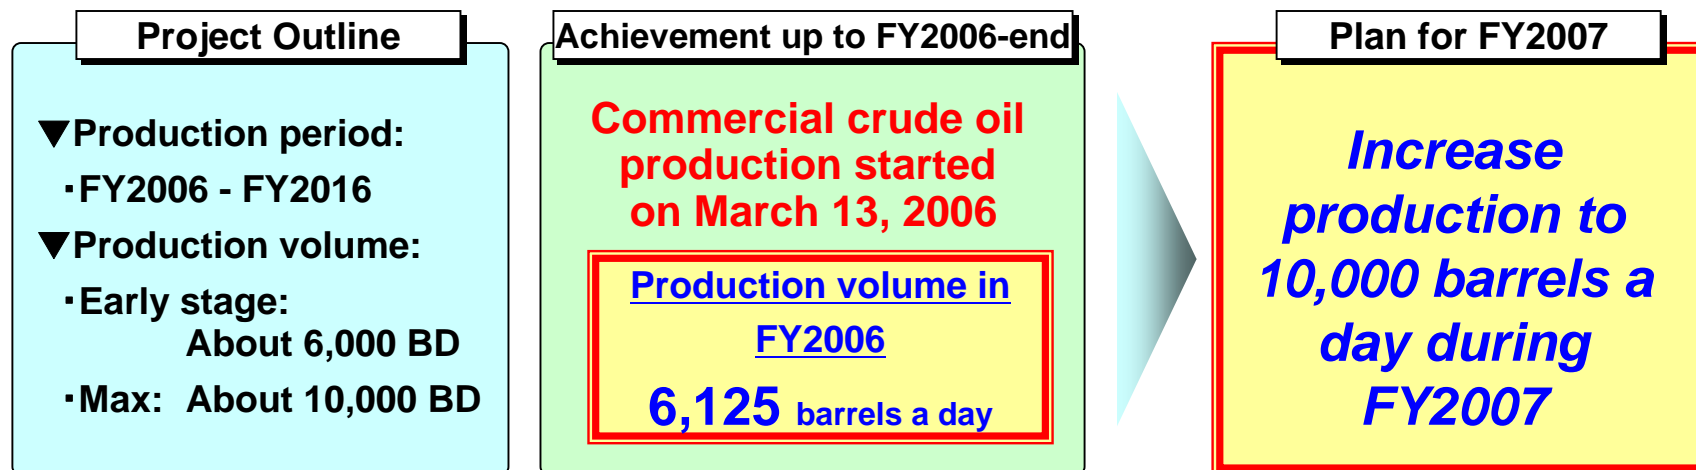 Project Outline
▼Production period:
・FY2006 - FY2016
▼Production volume:
・Early stage:
About 6,000 BD
・Max: About 10,000 BD
Achievement up to FY2006-end
Commercial crude oil
production started
on March 13, 2006
Production volume in
FY2006
6,125 barrels a day
Plan for FY2007
Increase
production to
10,000 barrels a
day during
FY2007